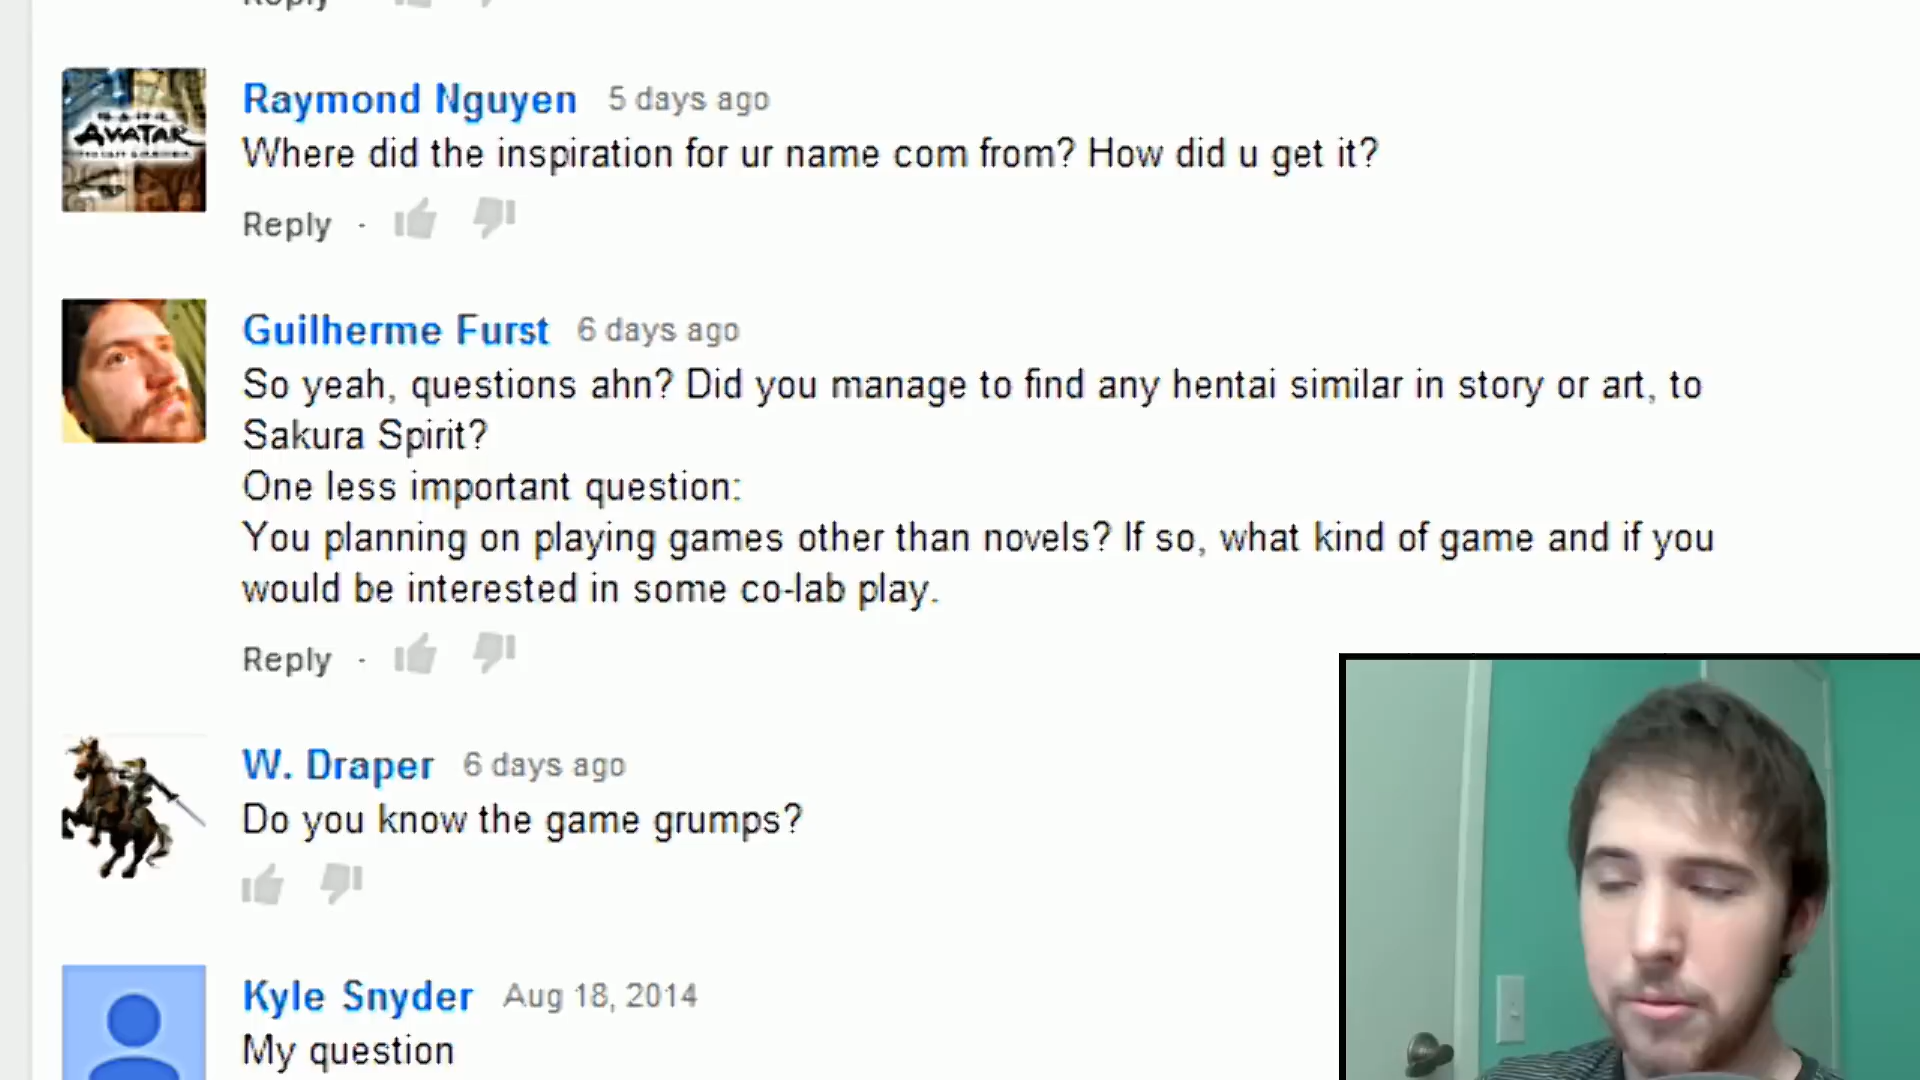 Reply
AVATAR
Raymond Nguyen 5 days ago
Where did the inspiration for ur name com from? How did u get it?
Reply
Guilherme Furst 6 days ago
So yeah, questions ahn? Did you manage to find any hentai similar in story or art, to
Sakura Spirit?
One less important question:
You planning on playing games other than novels? If so, what kind of game and if you
would be interested in some co-lab play.
Reply
W. Draper 6 days ago
Do you know the game grumps?
Kyle Snyder Aug 18, 2014
My question